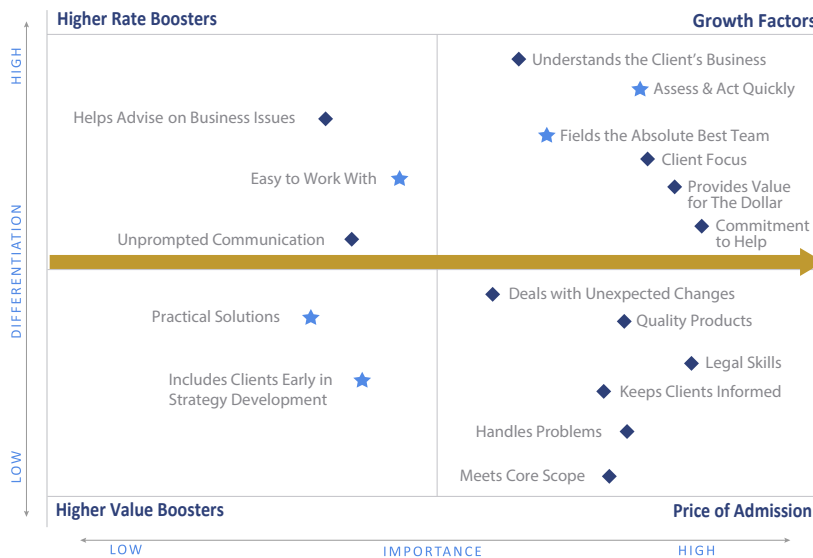 Higher Rate Boosters
Growth Factors
HIGH
Understands the Client’s Business
Assess & Act Quickly
Helps Advise on Business Issues
Fields the Absolute Best Team
Client Focus
Easy to Work With
Provides Value
for The Dollar
Commitment
to Help
Unprompted Communication
DIFFERENTIATION
Deals with Unexpected Changes
Practical Solutions
Quality Products
Legal Skills
Includes Clients Early in
Strategy Development
Keeps Clients Informed
Handles Problems
LOW
Meets Core Scope
Higher Value Boosters
Price of Admission
LOW
IMPORTANCE
HIGH